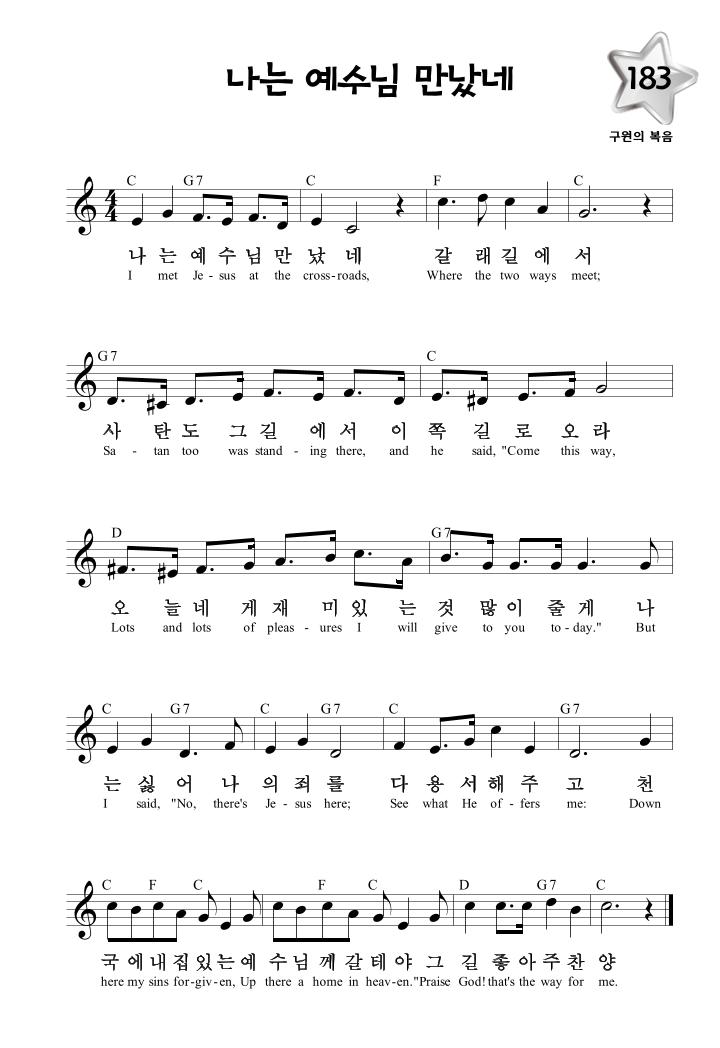 나는 예수님 만났네
183
구원의 복음
C G7 C F C
4/4
나 는 예 수 님 만 났 네 갈 래 길 에 서
I met Je - sus at the cross-roads, Where the two ways meet;
G7 C
사 탄 도 그 길 에 서 이 쪽 길 로 오 라
Sa - tan too was stand - ing there, and he said, "Come this way,
D G7
오 늘 네 게 재 미 있 는 것 많 이 줄 게 나
Lots and lots of pleas - ures I will give to you to - day." But
C G7 C G7 C G7
는 싫 어 나 의 죄 를 다 용 서 해 주 고 천
I said, "No, there's Je - sus here; See what He of - fers me: Down
C F C C F C D G7 C
국 에 내 집 있 는 예 수 님 께 갈 테 야 그 길 좋 아 주 찬 양
here my sins for-giv-en, Up there a home in heav-en."Praise God! that's the way for me.